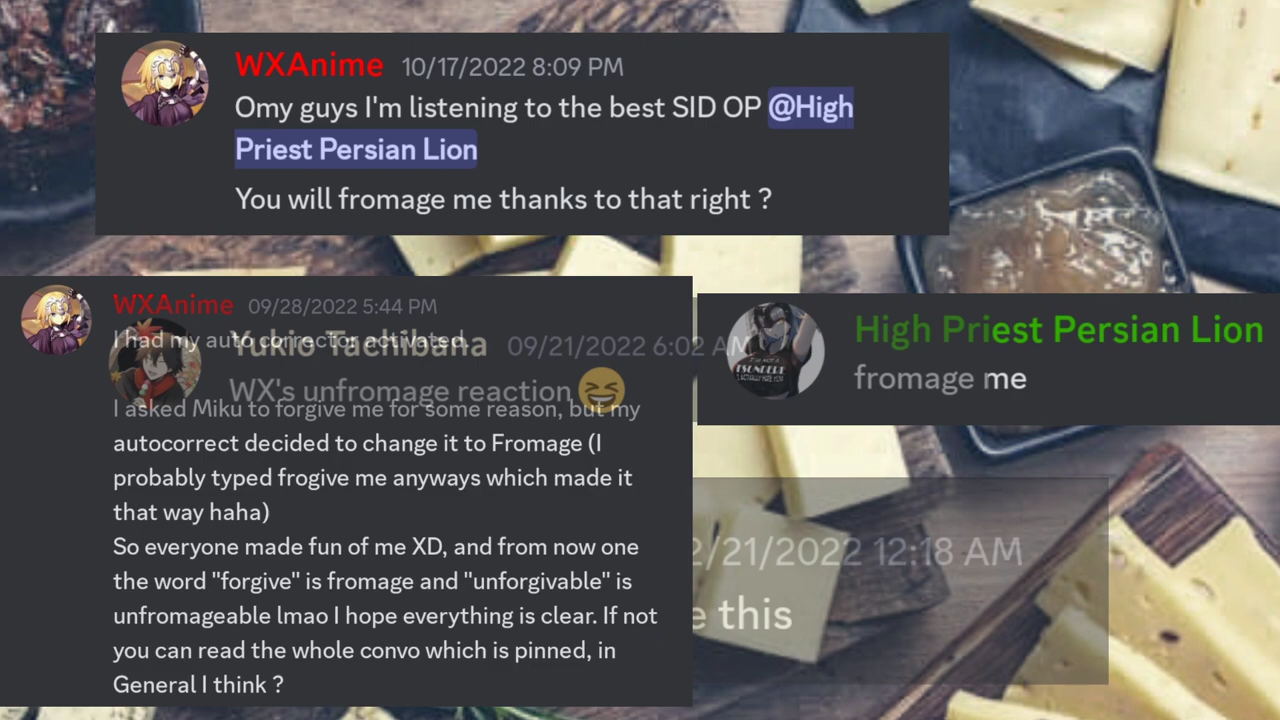 WXAnime 10/17/2022 8:09 PM
Omy guys I'm listening to the best SID OP @High
Priest Persian Lion
You will fromage me thanks to that right ?
WXAnime 09/28/2022 5:44 PM
I had my auto corrector activated.
Yukio Tachibana 09/21/2022 6:02 AM
WX's unfromage reaction 😆
I asked Miku to forgive me for some reason, but my
autocorrect decided to change it to Fromage (I
probably typed frogive me anyways which made it
that way haha)
So everyone made fun of me XD, and from now one
the word "forgive" is fromage and "unforgivable" is
unfromageable lmao I hope everything is clear. If not
you can read the whole convo which is pinned, in
General I think ?
High Priest Persian Lion
fromage me
2/21/2022 12:18 AM
e this